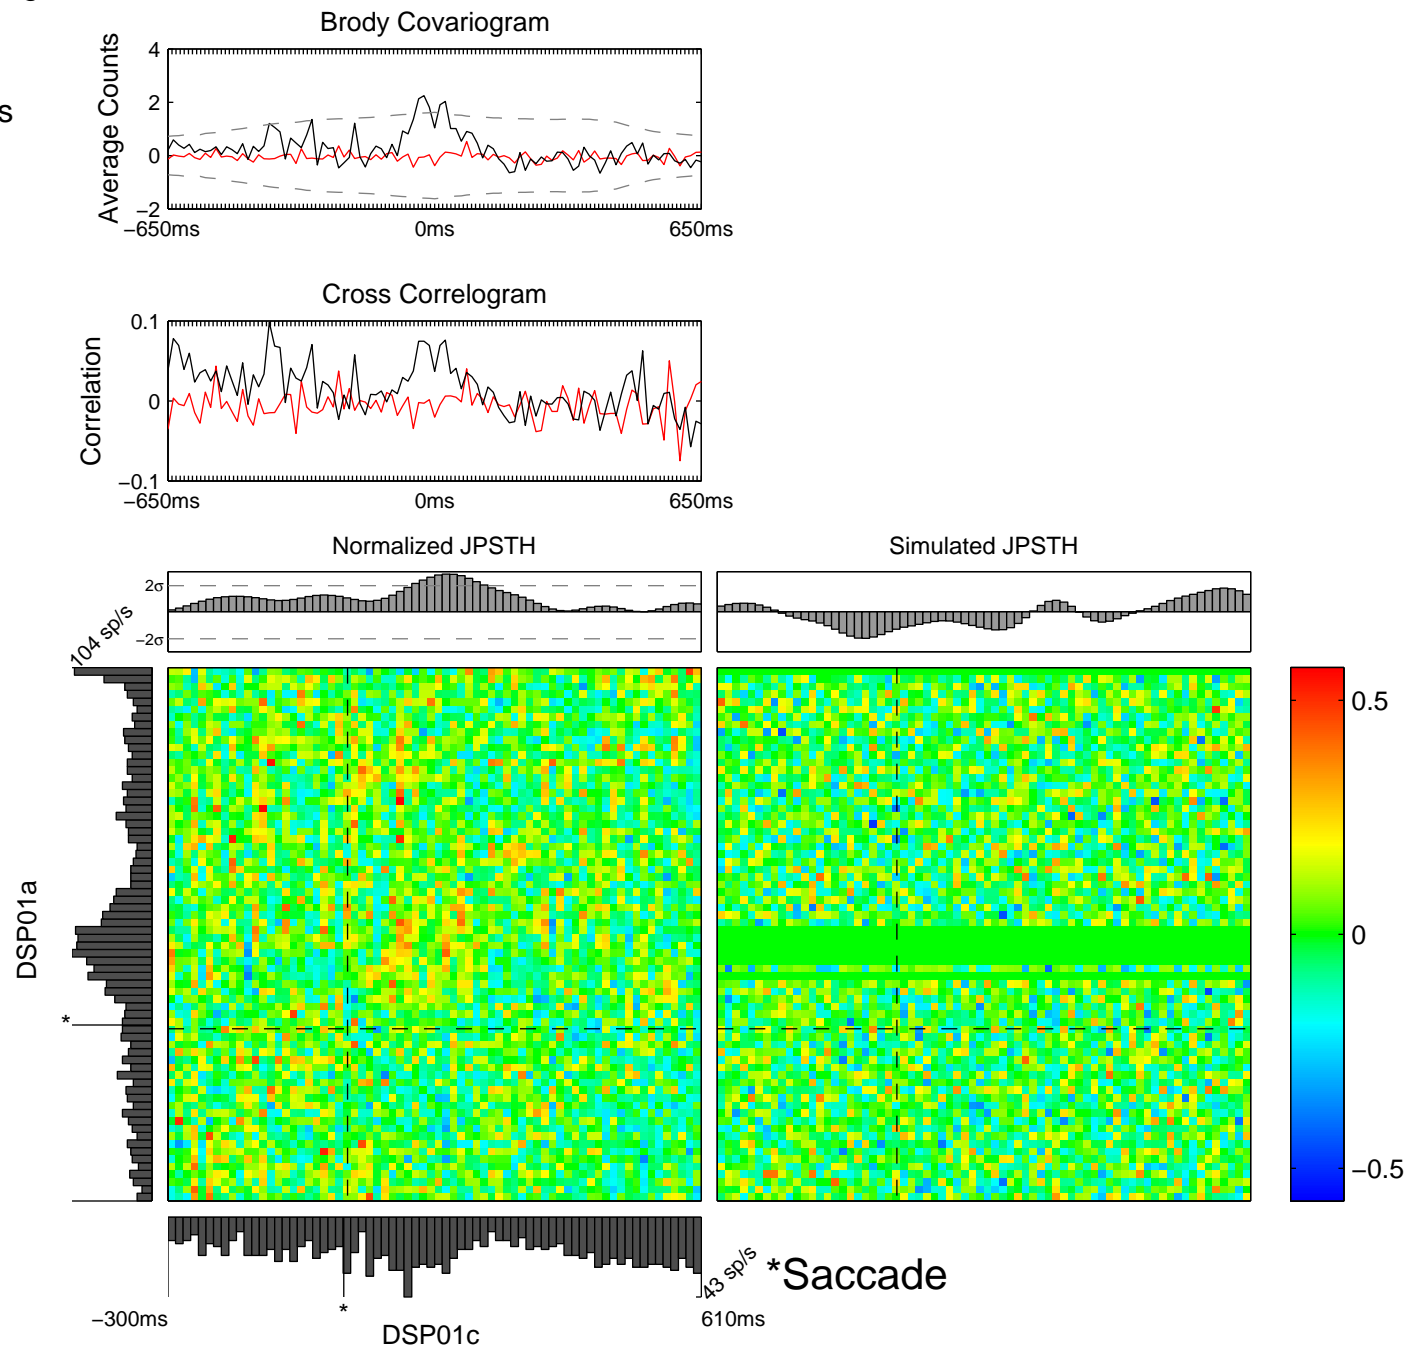 g
Brody Covariogram
s
Average Counts
4
2
0
−2
−650ms
0ms
650ms
Cross Correlogram
Correlation
0.1
0
−0.1
−650ms
0ms
650ms
Normalized JPSTH
Simulated JPSTH
2σ
−2σ
104 sp/s
DSP01a
*
0.5
0
−0.5
43 sp/s
*Saccade
*
−300ms
610ms
DSP01c